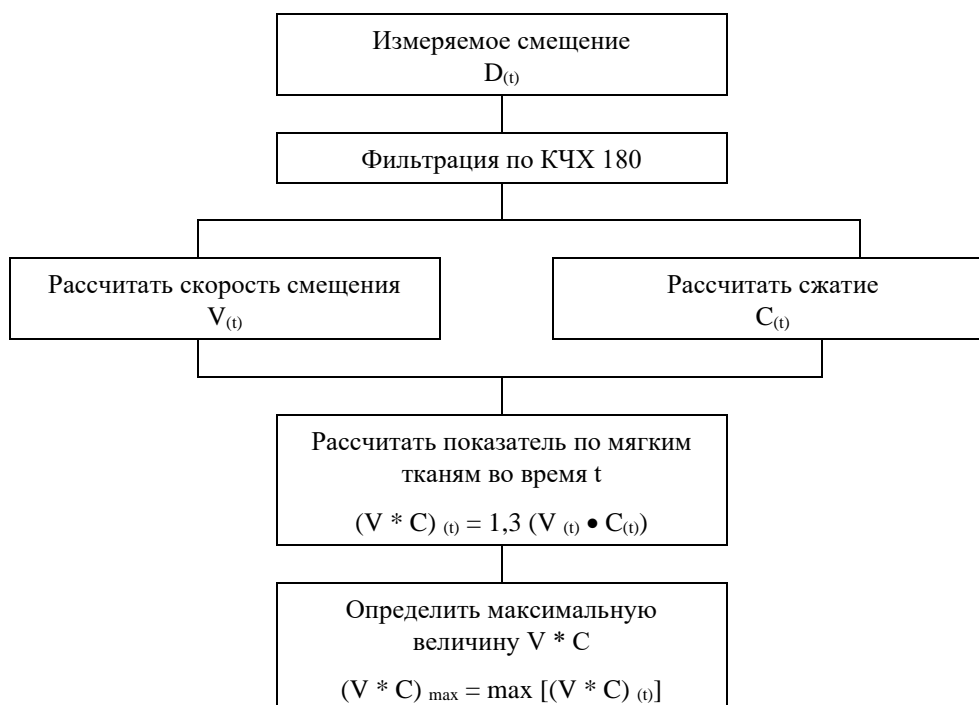 Измеряемое смещение
D(t)
Фильтрация по КЧХ 180
Рассчитать скорость смещения
V(t)
Рассчитать сжатие
C(t)
Рассчитать показатель по мягким
тканям во время t
(V * C) (t) = 1,3 (V (t) • C(t))
Определить максимальную
величину V * C
(V * C) max = max [(V * C) (t)]